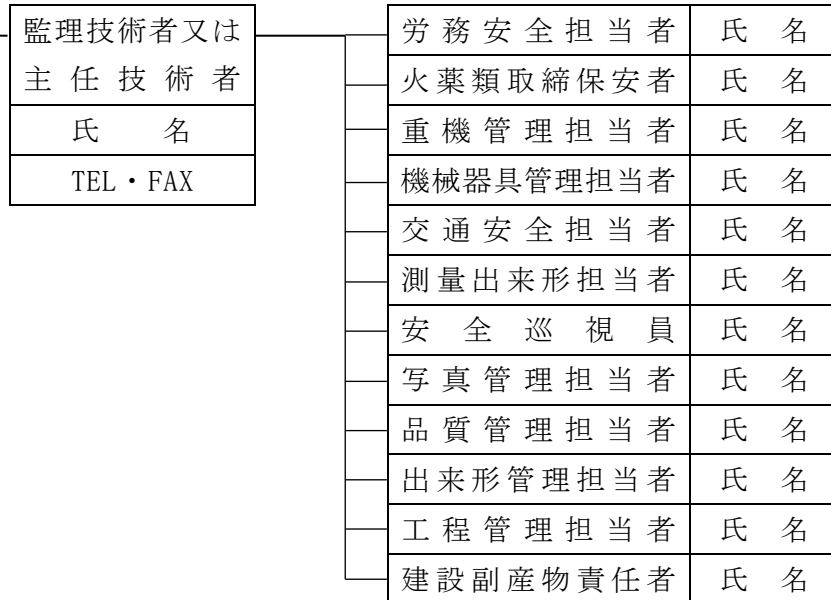 監理技術者又は
主任技術者
氏名
TEL・FAX
労務安全担当者 氏名
火薬類取締保安者 氏名
重機管理担当者 氏名
機械器具管理担当者 氏名
交通安全担当者 氏名
測量出来形担当者 氏名
安全巡視員 氏名
写真管理担当者 氏名
品質管理担当者 氏名
出来形管理担当者 氏名
工程管理担当者 氏名
建設副産物責任者 氏名